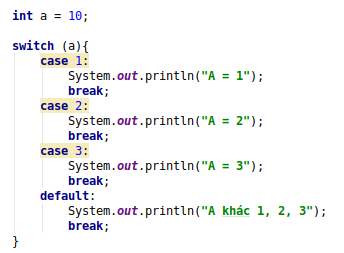 int a = 10;
switch (a){
case 1:
System.out.println("A = 1");
break;
case 2:
System.out.println("A = 2");
break;
case 3:
System.out.println("A = 3");
break;
default:
System.out.println("A khác 1, 2, 3");
break;
}